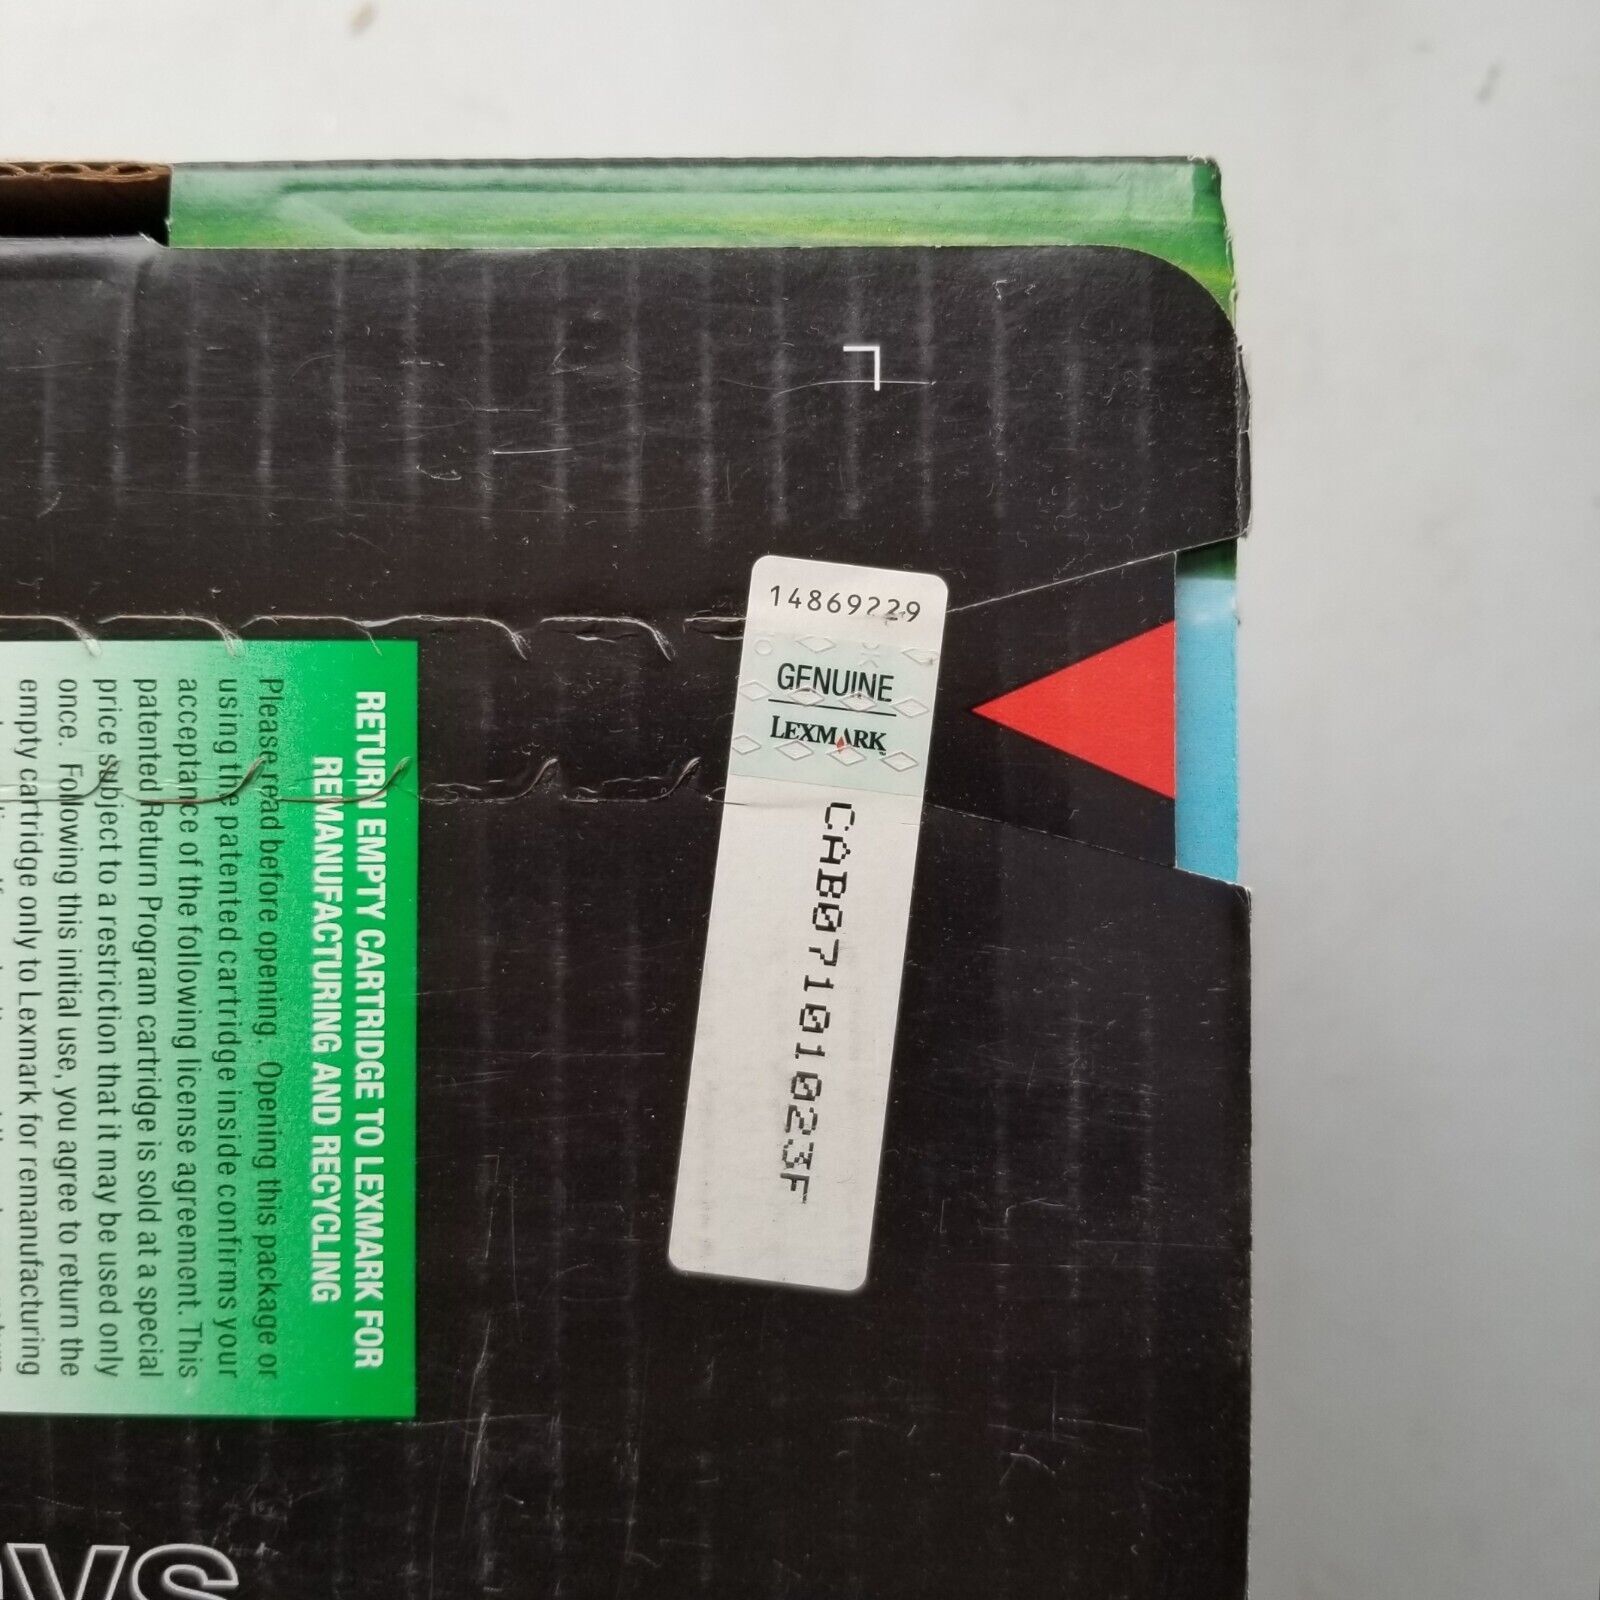 14869229
GENUINE
LEXMARK
CAB07101023F
RETURN EMPTY CARTRIDGE TO LEXMARK FOR
REMANUFACTURING AND RECYCLING
Please read before opening. Opening this package or
using the patented cartridge inside confirms your
acceptance of the following license agreement. This
patented Return Program cartridge is sold at a special
price subject to a restriction that it may be used only
once. Following this initial use, you agree to return the
empty cartridge only to Lexmark for remanufacturing